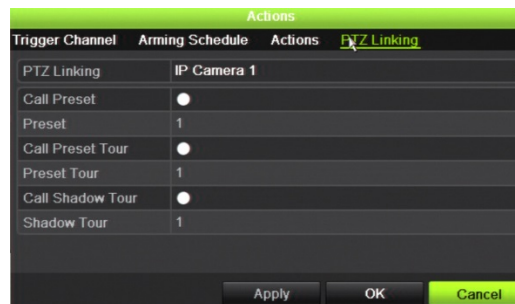 Actions
Trigger Channel Arming Schedule Actions PTZ Linking
PTZ Linking IP Camera 1
Call Preset
Preset 1
Call Preset Tour
Preset Tour 1
Call Shadow Tour
Shadow Tour 1
Apply OK Cancel